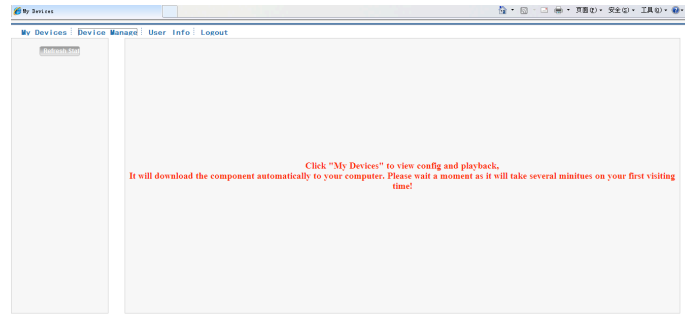 My Devices
页面(P) 安全(S) 工具(O)
My Devices Device Manage User Info Logout
Refresh Stat
Click "My Devices" to view config and playback.
It will download the component automatically to your computer. Please wait a moment as it will take several minitues on your first visiting
time!